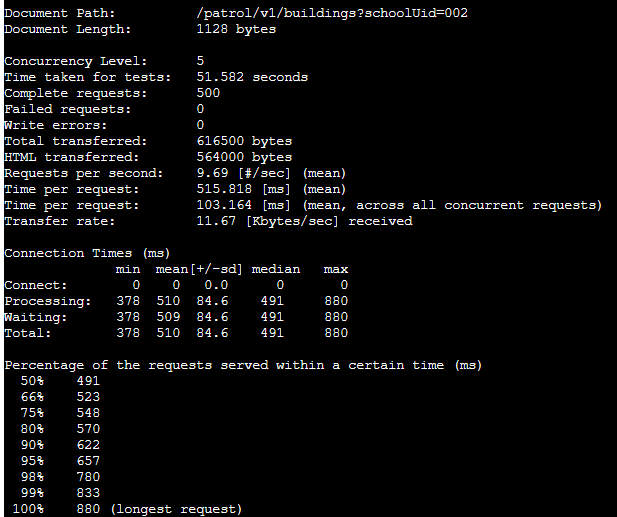 Document Path: /patrol/v1/buildings?schoolUid=002
Document Length: 1128 bytes
Concurrency Level: 5
Time taken for tests: 51.582 seconds
Complete requests: 500
Failed requests: 0
Write errors: 0
Total transferred: 616500 bytes
HTML transferred: 564000 bytes
Requests per second: 9.69 [#/sec] (mean)
Time per request: 515.818 [ms] (mean)
Time per request: 103.164 [ms] (mean, across all concurrent requests)
Transfer rate: 11.67 [Kbytes/sec] received
Connection Times (ms)
min mean[+/-sd] median max
Connect: 0 0 0.0 0 0
Processing: 378 510 84.6 491 880
Waiting: 378 509 84.6 491 880
Total: 378 510 84.6 491 880
Percentage of the requests served within a certain time (ms)
50% 491
66% 523
75% 548
80% 570
90% 622
95% 657
98% 780
99% 833
100% 880 (longest request)